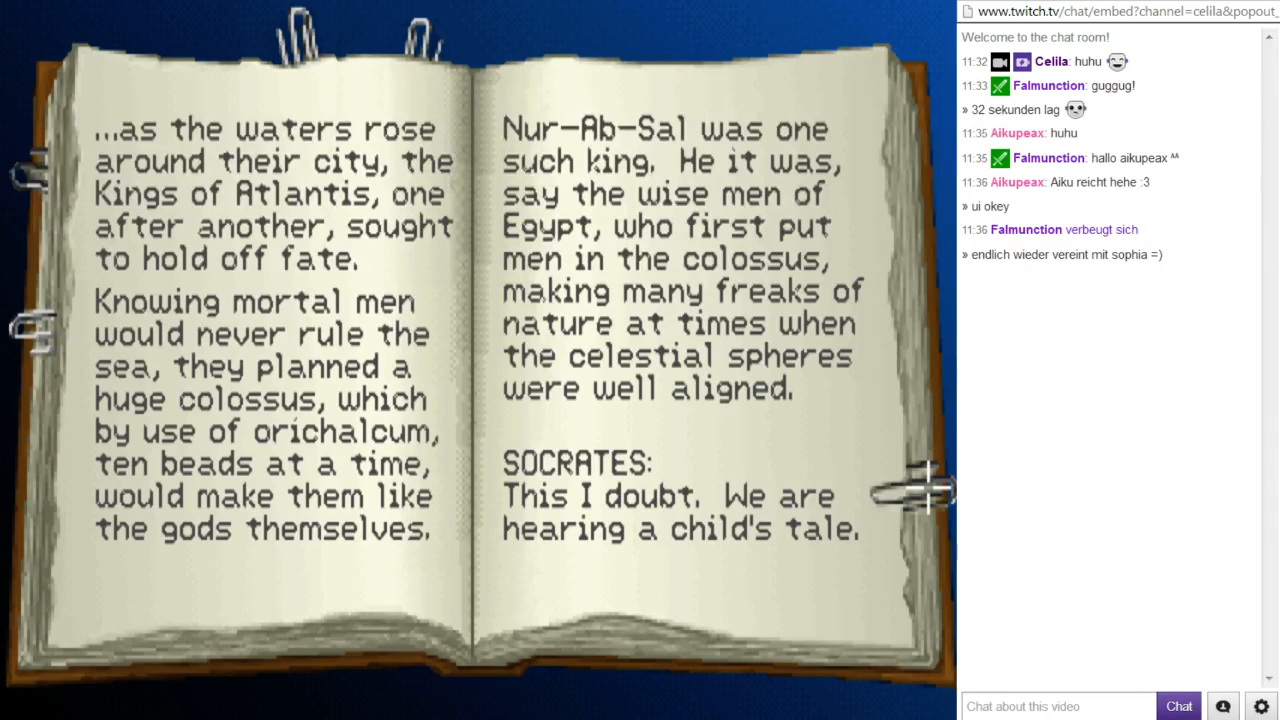 ...as the waters rose
around their city, the
Kings of Atlantis, one
after another, sought
to hold off fate.
Knowing mortal men
would never rule the
sea, they planned a
huge colossus, which
by use of orichalcum,
ten beads at a time,
would make them like
the gods themselves.
Nur-Ab-Sal was one
such king. He it was,
say the wise men of
Egypt, who first put
men in the colossus,
making many freaks of
nature at times when
the celestial spheres
were well aligned.
SOCRATES:
This I doubt. We are
hearing a child's tale.
www.twitch.tv/chat/embed?channel=celila&popout_
Welcome to the chat room!
11:32 Celila: huhu
11:33 Falmunction: guggug!
» 32 sekunden lag
11:35 Aikupeax: huhu
11:35 Falmunction: hallo aikupeax ^^
11:36 Aikupeax: Aiku reicht hehe :3
» ui okey
11:36 Falmunction verbeugt sich
» endlich wieder vereint mit sophia =)
Chat about this video
Chat